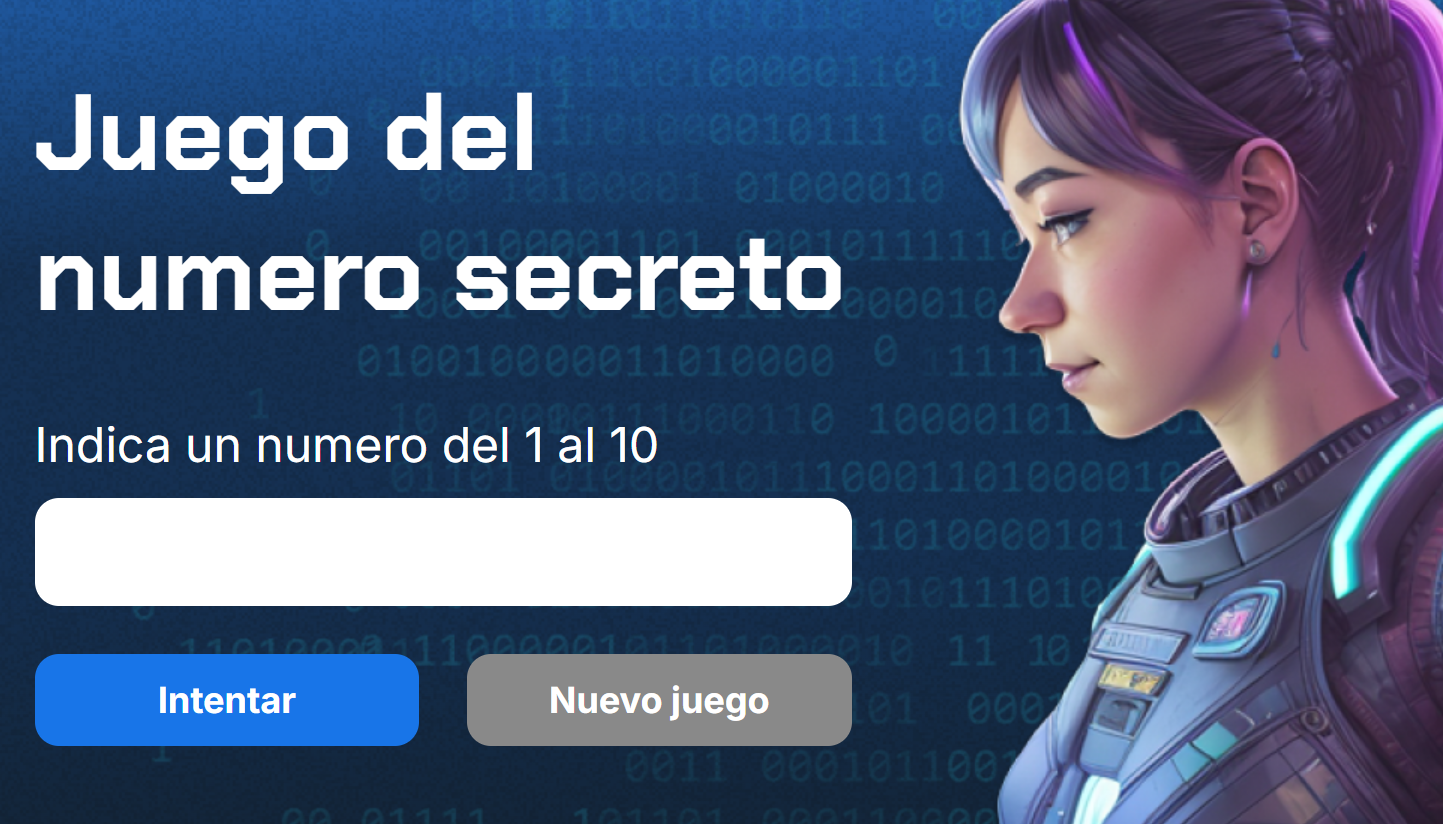 Juego del
numero secreto
Indica un numero del 1 al 10
Intentar
Nuevo juego